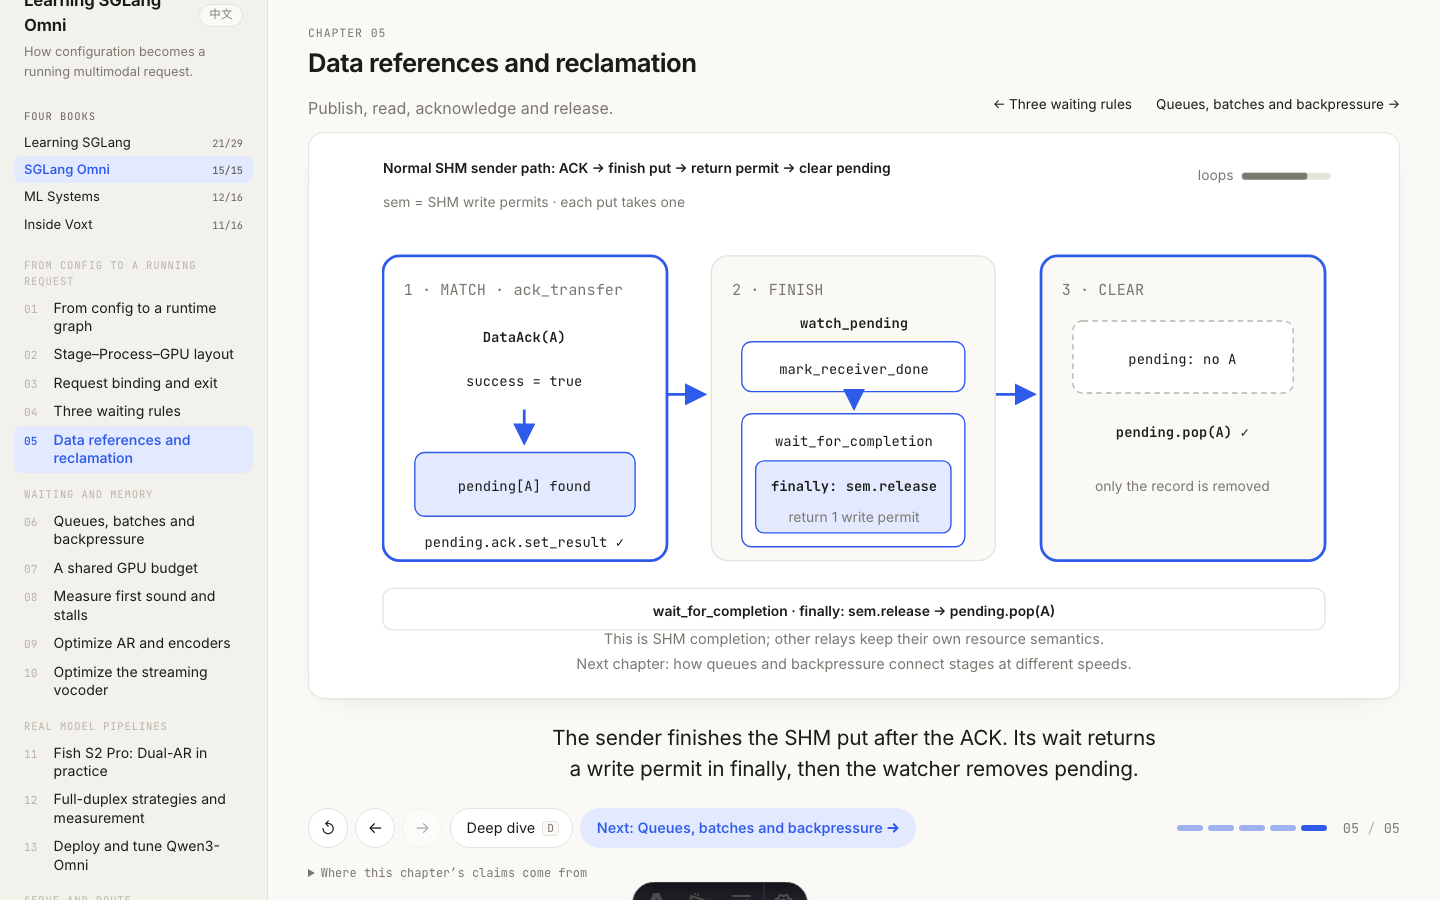 Learning SGLang
Omni
中文
How configuration becomes a
running multimodal request.
FOUR BOOKS
Learning SGLang 21/29
SGLang Omni 15/15
ML Systems 12/16
Inside Voxt 11/16
FROM CONFIG TO A RUNNING
REQUEST
01 From config to a runtime
graph
02 Stage–Process–GPU layout
03 Request binding and exit
04 Three waiting rules
05 Data references and
reclamation
WAITING AND MEMORY
06 Queues, batches and
backpressure
07 A shared GPU budget
08 Measure first sound and
stalls
09 Optimize AR and encoders
10 Optimize the streaming
vocoder
REAL MODEL PIPELINES
11 Fish S2 Pro: Dual-AR in
practice
12 Full-duplex strategies and
measurement
13 Deploy and tune Qwen3-
Omni
SERVE AND ROUTE
CHAPTER 05
Data references and reclamation
Publish, read, acknowledge and release.
← Three waiting rules
Queues, batches and backpressure →
Normal SHM sender path: ACK → finish put → return permit → clear pending
loops
sem = SHM write permits · each put takes one
1 · MATCH · ack_transfer
DataAck(A)
success = true
pending[A] found
pending.ack.set_result ✓
2 · FINISH
watch_pending
mark_receiver_done
wait_for_completion
finally: sem.release
return 1 write permit
3 · CLEAR
pending: no A
pending.pop(A) ✓
only the record is removed
wait_for_completion · finally: sem.release → pending.pop(A)
This is SHM completion; other relays keep their own resource semantics.
Next chapter: how queues and backpressure connect stages at different speeds.
The sender finishes the SHM put after the ACK. Its wait returns
a write permit in finally, then the watcher removes pending.
Deep dive D
Next: Queues, batches and backpressure →
05 / 05
▶ Where this chapter's claims come from